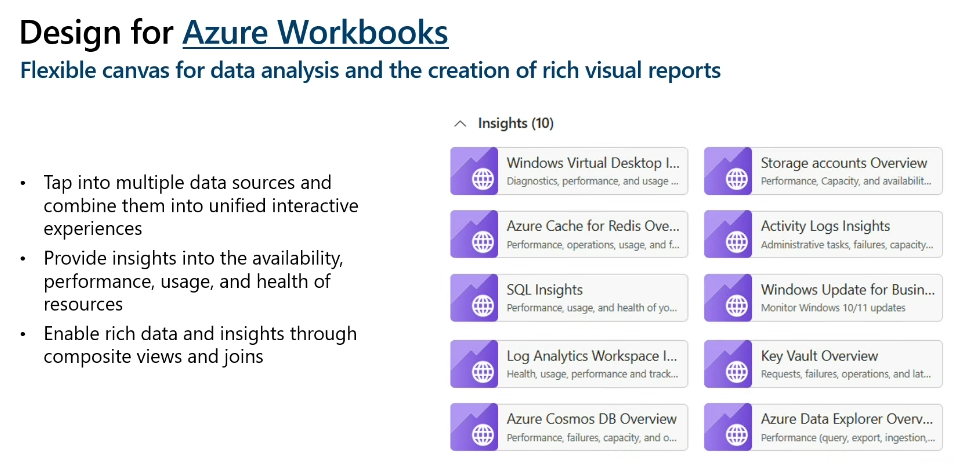 Design for Azure Workbooks
Flexible canvas for data analysis and the creation of rich visual reports
• Tap into multiple data sources and
combine them into unified interactive
experiences
• Provide insights into the availability,
performance, usage, and health of
resources
• Enable rich data and insights through
composite views and joins
Insights (10)
Windows Virtual Desktop I...
Diagnostics, performance, and usage ...
Storage accounts Overview
Performance, Capacity, and availabilit...
Azure Cache for Redis Ove...
Performance, operations, usage, and f...
Activity Logs Insights
Administrative tasks, failures, capacity...
SQL Insights
Performance, usage, and health of yo...
Windows Update for Busin...
Monitor Windows 10/11 updates
Log Analytics Workspace I...
Health, usage, performance and track...
Key Vault Overview
Requests, failures, operations, and lat...
Azure Cosmos DB Overview
Performance, failures, capacity, and o...
Azure Data Explorer Overv...
Performance (query, export, ingestion,...